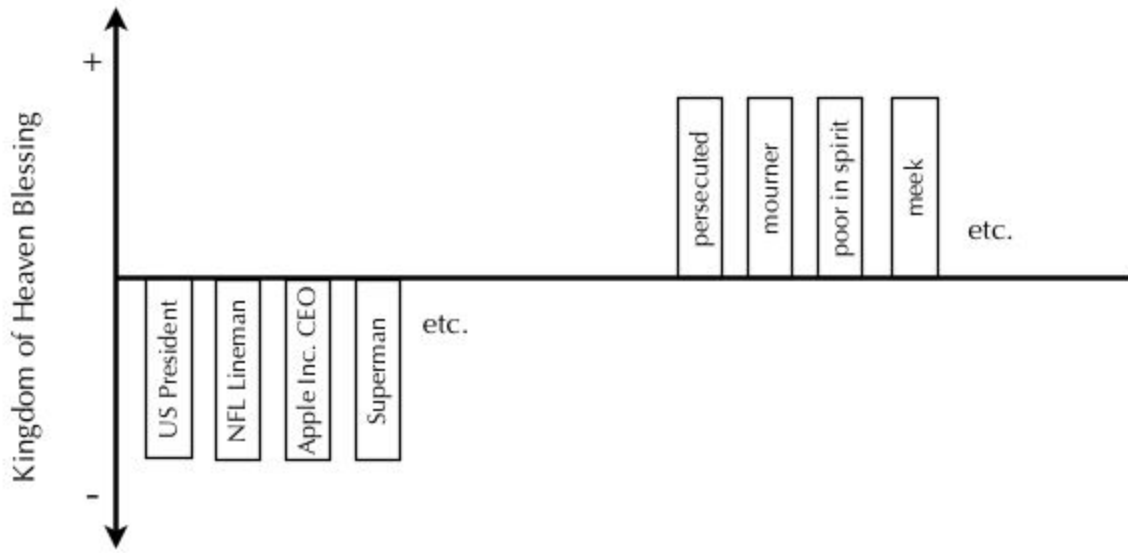 Kingdom of Heaven Blessing
+
-
US President
NFL Lineman
Apple Inc. CEO
Superman
etc.
persecuted
mourner
poor in spirit
meek
etc.